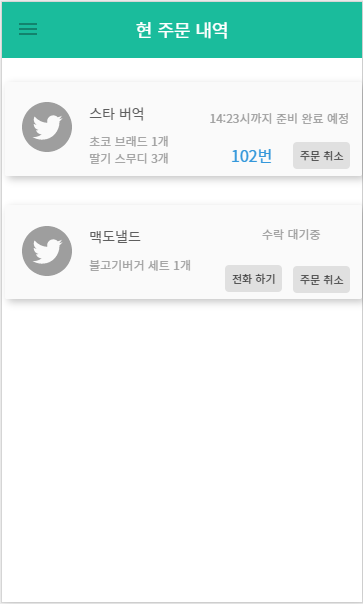 현 주문 내역
스타 버억
14:23시까지 준비 완료 예정
초코 브래드 1개
딸기 스무디 3개
102번
주문 취소
맥도낼드
수락 대기중
불고기버거 세트 1개
전화 하기
주문 취소